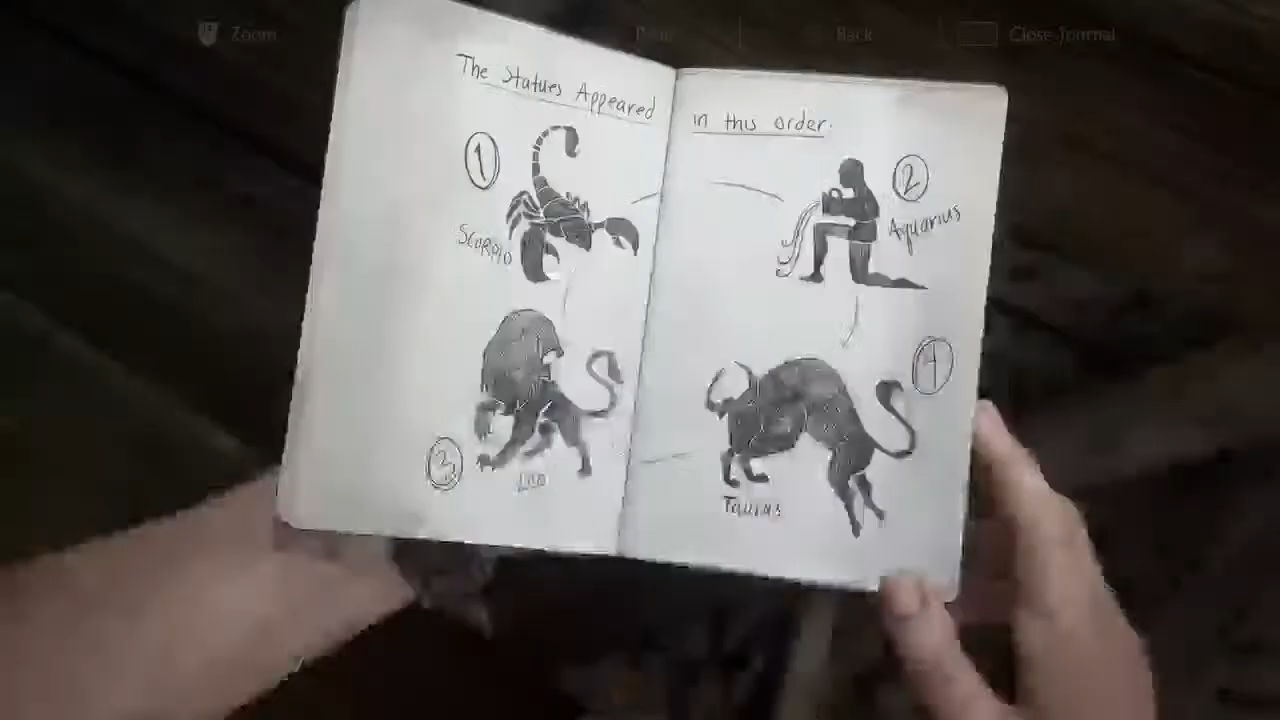 Zoom
Back
Close Journal
The Statues Appeared
in this order.
1
2
Scorpio
Aquarius
4
3
Leo
Taurus